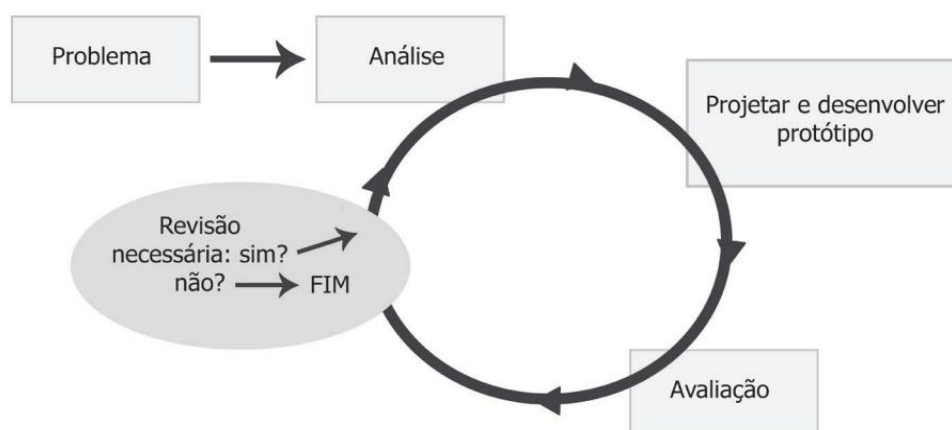 Problema
Análise
Projetar e desenvolver
protótipo
Revisão
necessária: sim?
não?
FIM
Avaliação